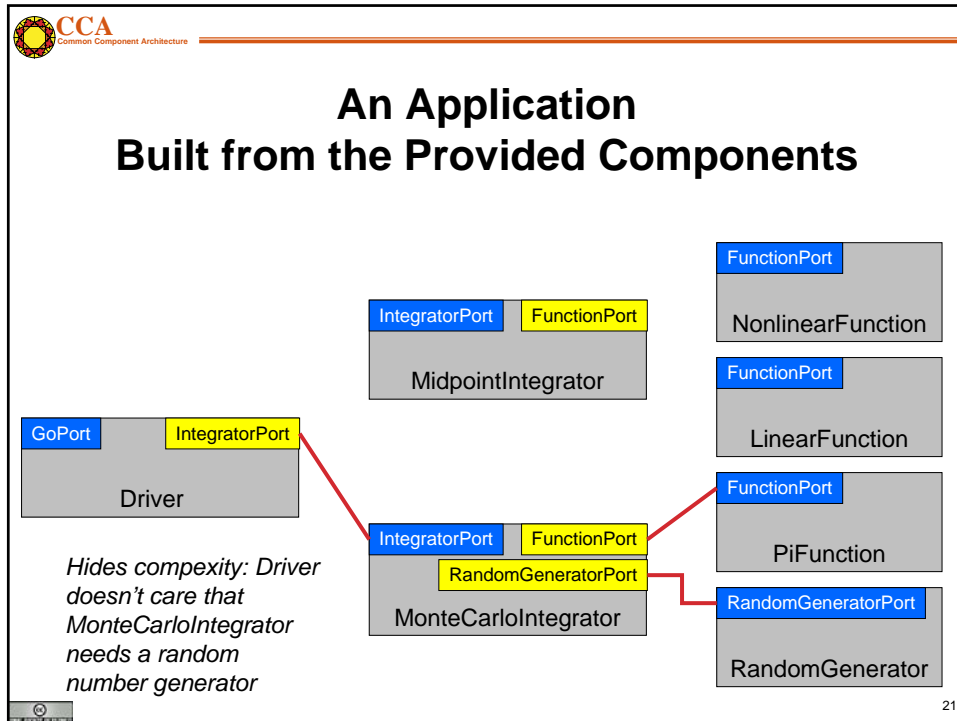 CCA
Common Component Architecture
An Application
Built from the Provided Components
FunctionPort
NonlinearFunction
IntegratorPort
FunctionPort
MidpointIntegrator
FunctionPort
LinearFunction
GoPort
IntegratorPort
Driver
FunctionPort
PiFunction
IntegratorPort
FunctionPort
RandomGeneratorPort
MonteCarloIntegrator
RandomGeneratorPort
RandomGenerator
Hides compexity: Driver
doesn't care that
MonteCarloIntegrator
needs a random
number generator
cc
21